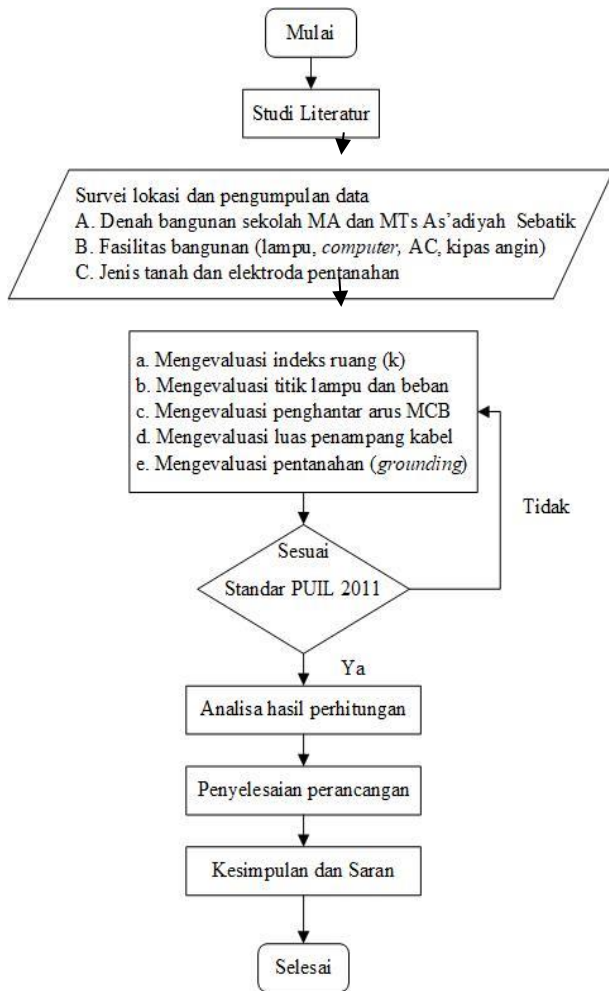 Mulai
Studi Literatur
Survei lokasi dan pengumpulan data
A. Denah bangunan sekolah MA dan MTs As’adiyah Sebatik
B. Fasilitas bangunan (lampu, computer, AC, kipas angin)
C. Jenis tanah dan elektroda pentanahan
a. Mengevaluasi indeks ruang (k)
b. Mengevaluasi titik lampu dan beban
c. Mengevaluasi penghantar arus MCB
d. Mengevaluasi luas penampang kabel
e. Mengevaluasi pentanahan (grounding)
Tidak
Sesuai
Standar PUIL 2011
Ya
Analisa hasil perhitungan
Penyelesaian perancangan
Kesimpulan dan Saran
Selesai